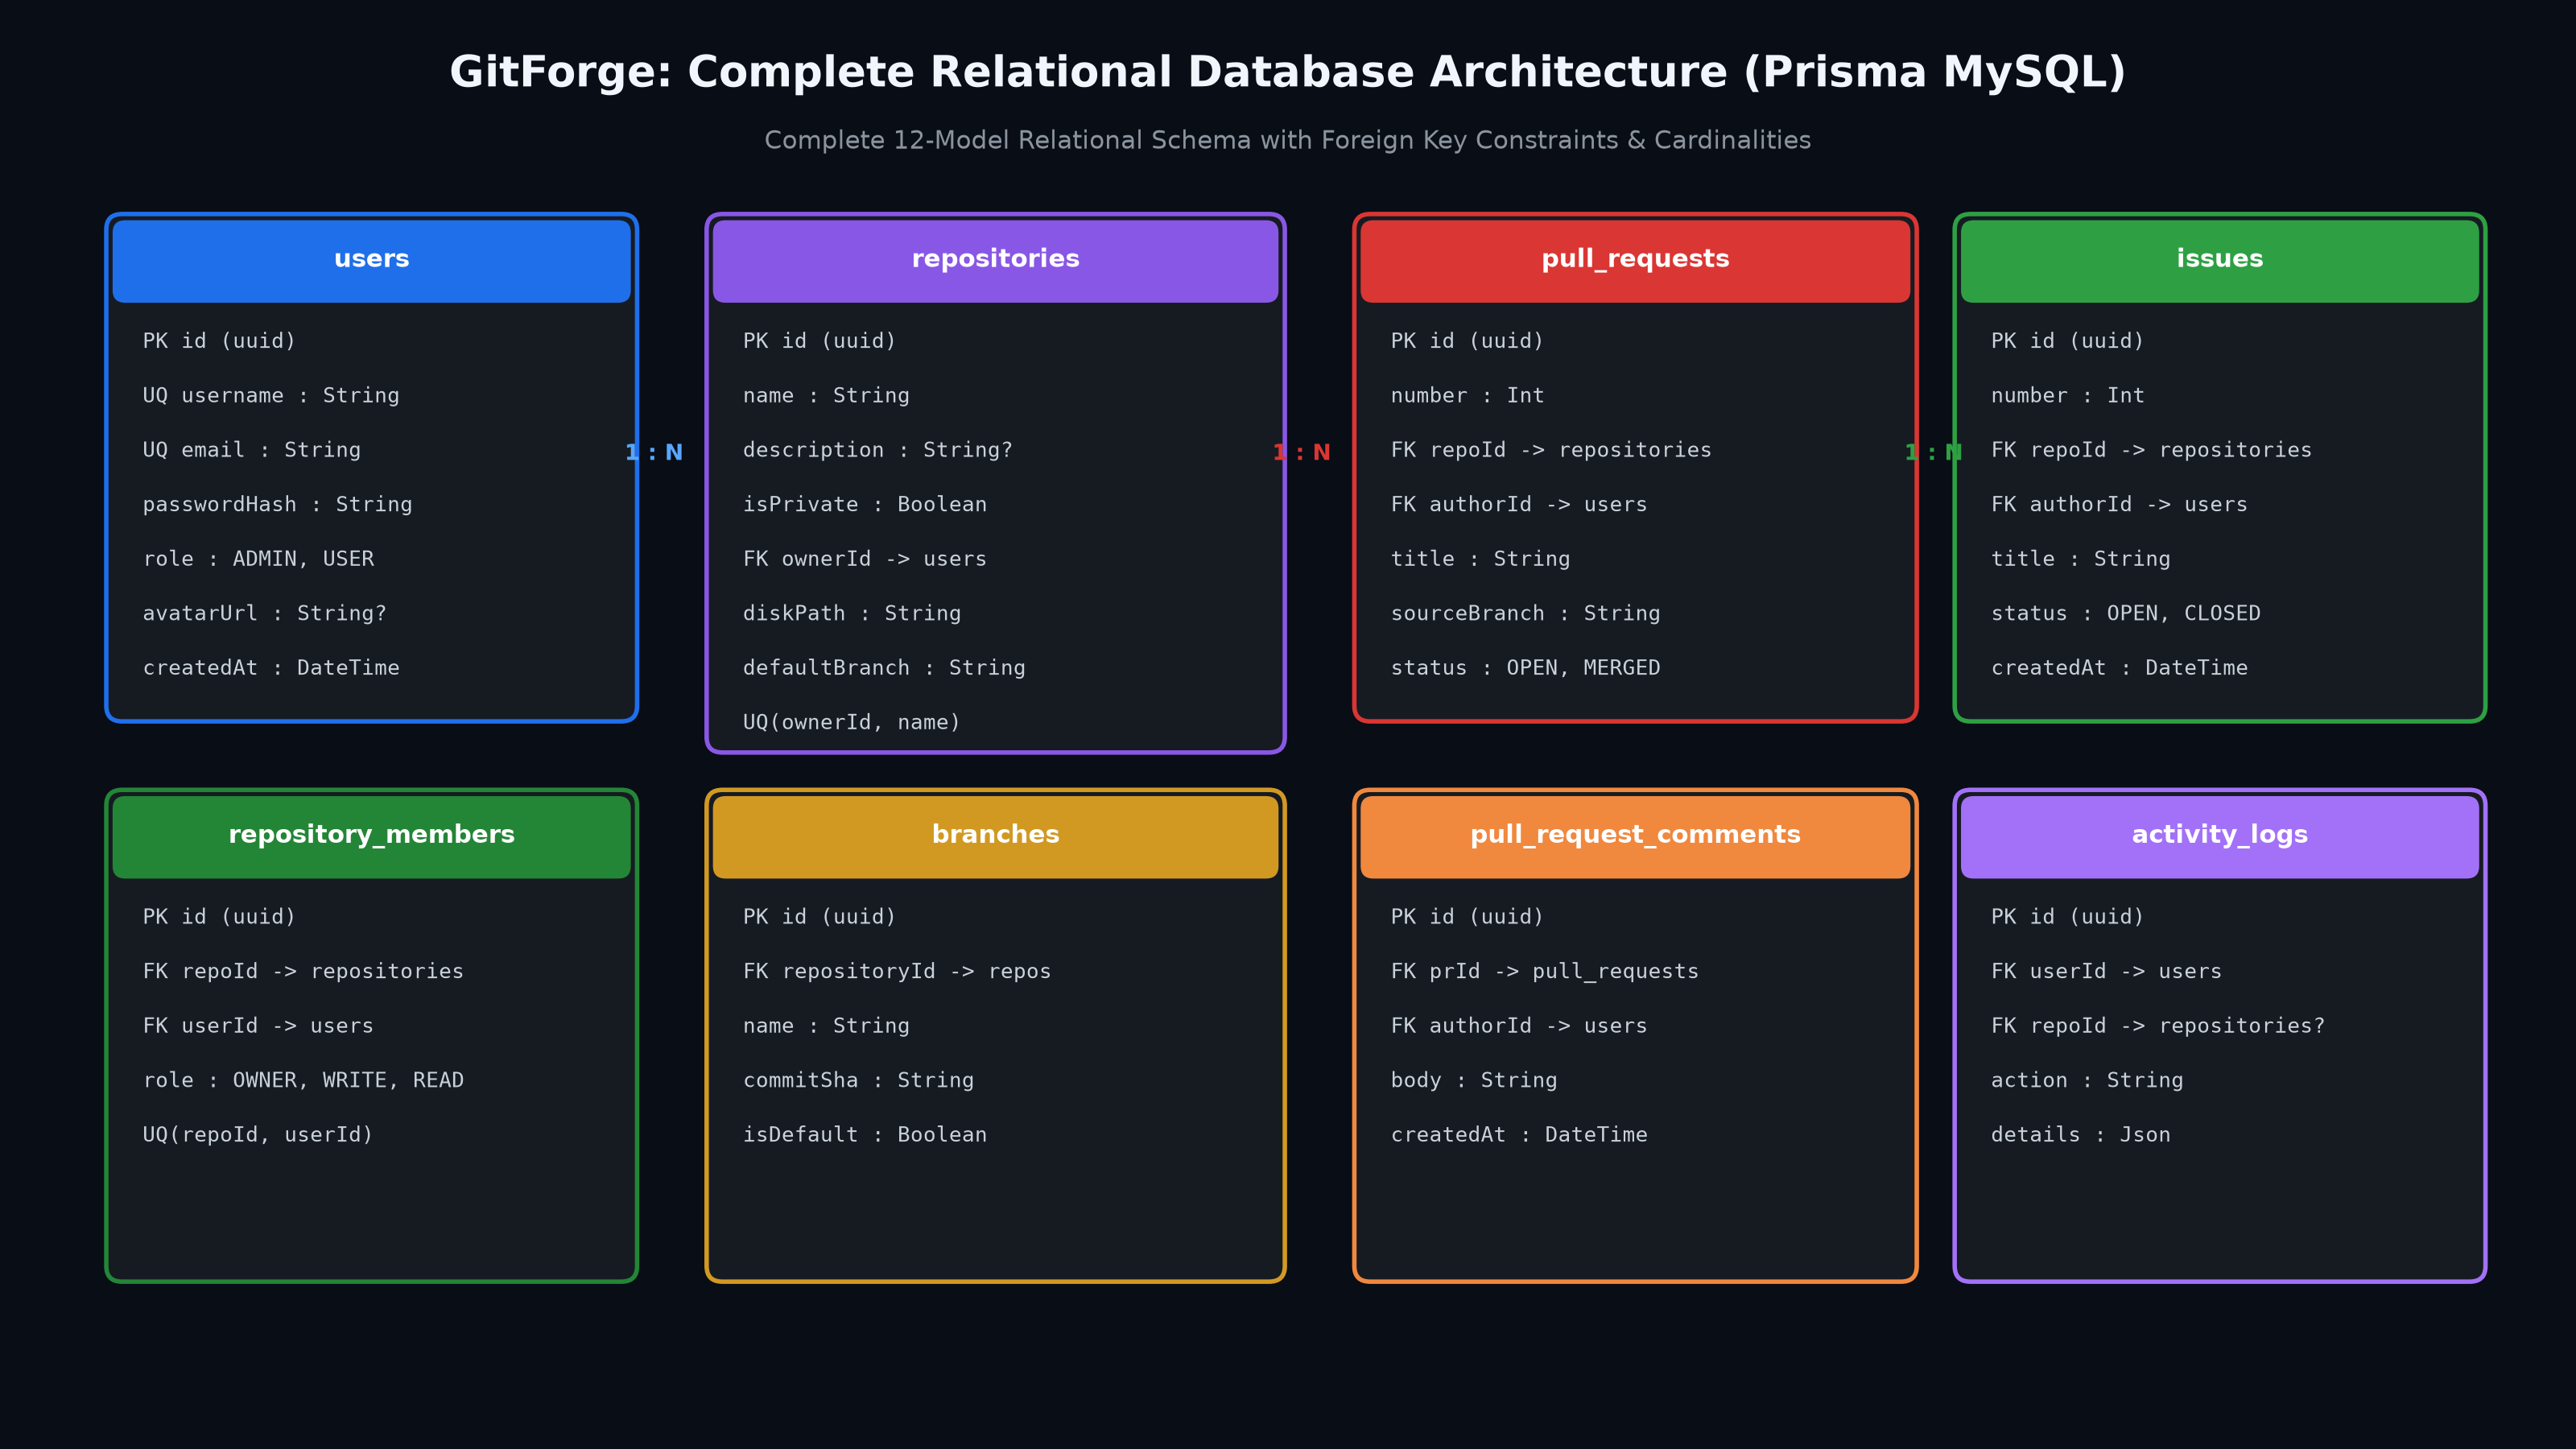 GitForge: Complete Relational Database Architecture (Prisma MySQL)
Complete 12-Model Relational Schema with Foreign Key Constraints & Cardinalities
users
PK id (uuid)
UQ username : String
UQ email : String
passwordHash : String
role : ADMIN, USER
avatarUrl : String?
createdAt : DateTime
1 : N
repositories
PK id (uuid)
name : String
description : String?
isPrivate : Boolean
FK ownerId -> users
diskPath : String
defaultBranch : String
UQ(ownerId, name)
1 : N
pull_requests
PK id (uuid)
number : Int
FK repoId -> repositories
FK authorId -> users
title : String
sourceBranch : String
status : OPEN, MERGED
1 : N
issues
PK id (uuid)
number : Int
FK repoId -> repositories
FK authorId -> users
title : String
status : OPEN, CLOSED
createdAt : DateTime
repository_members
PK id (uuid)
FK repoId -> repositories
FK userId -> users
role : OWNER, WRITE, READ
UQ(repoId, userId)
branches
PK id (uuid)
FK repositoryId -> repos
name : String
commitSha : String
isDefault : Boolean
pull_request_comments
PK id (uuid)
FK prId -> pull_requests
FK authorId -> users
body : String
createdAt : DateTime
activity_logs
PK id (uuid)
FK userId -> users
FK repoId -> repositories?
action : String
details : Json